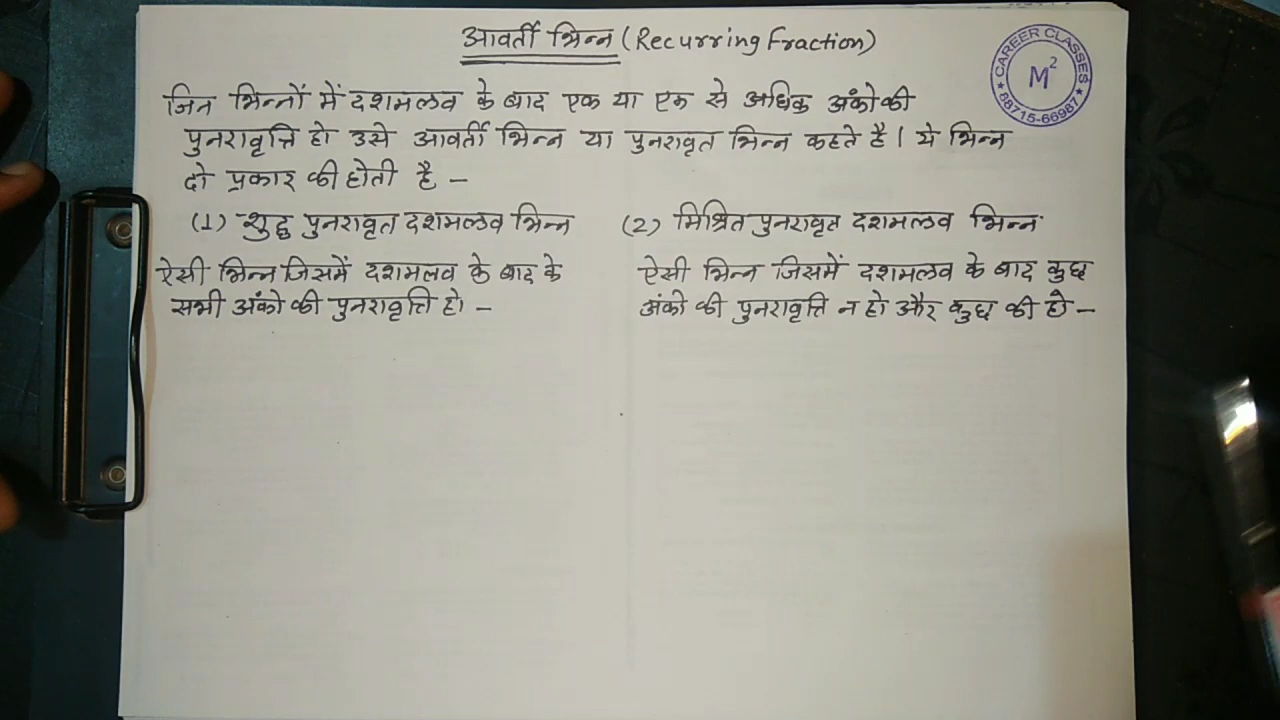 आवर्ती भिन्न (Recurring Fraction)
CAREER CLASSES
M²
88715-66987
जिन भिन्नों में दशमलव के बाद एक या एक से अधिक अंको की
पुनरावृत्ति हो उसे आवर्ती भिन्न या पुनरावृत भिन्न कहते है। ये भिन्न
दो प्रकार की होती है –
(1) शुद्ध पुनरावृत दशमलव भिन्न
(2) मिश्रित पुनरावृत दशमलव भिन्न
ऐसी भिन्न जिसमें दशमलव के बाद के
सभी अंको की पुनरावृत्ति हो –
ऐसी भिन्न जिसमें दशमलव के बाद कुछ
अंको की पुनरावृत्ति न हो और कुछ की हो –